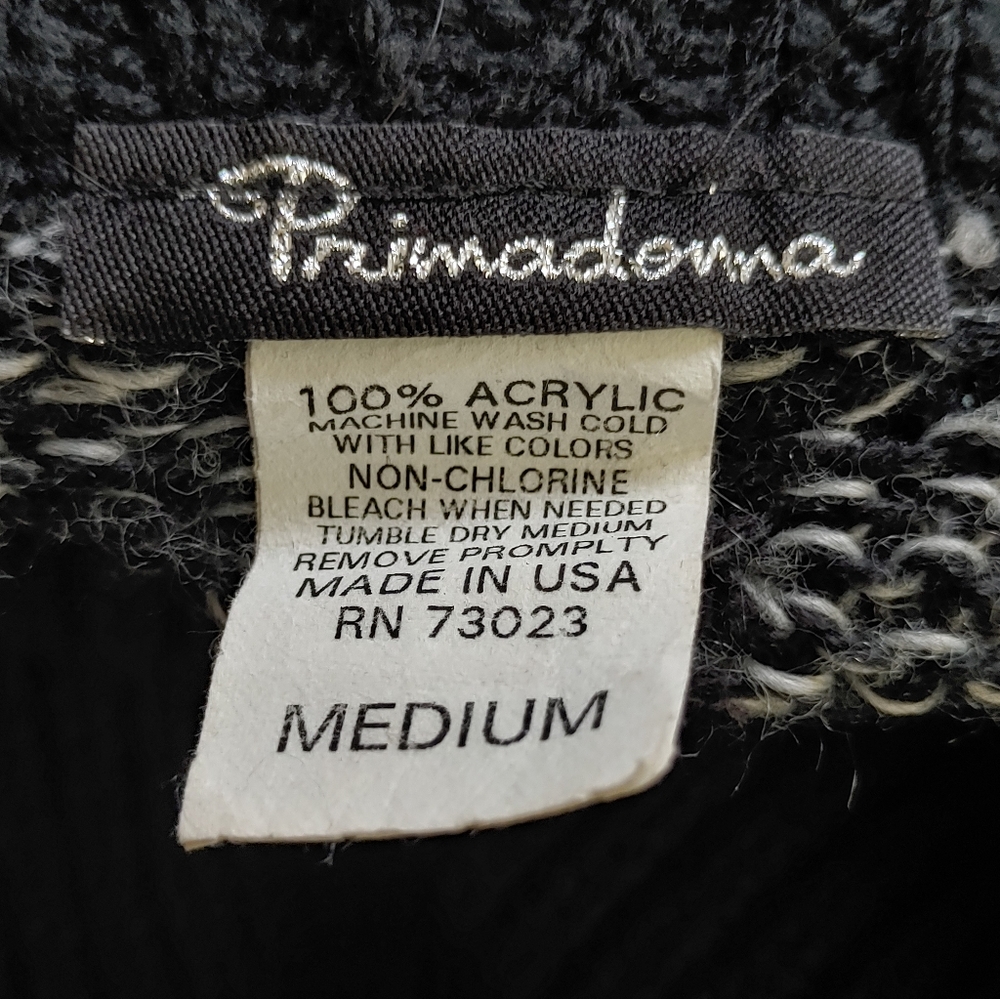 Primadonna
100% ACRYLIC
MACHINE WASH COLD
WITH LIKE COLORS
NON-CHLORINE
BLEACH WHEN NEEDED
TUMBLE DRY MEDIUM
REMOVE PROMPLTY
MADE IN USA
RN 73023
MEDIUM